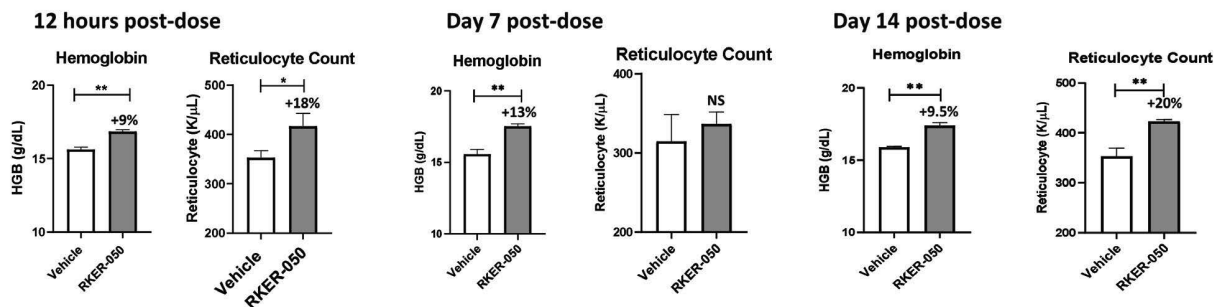 12 hours post-dose
Hemoglobin
HGB (g/dL)
20
15
10
**
+9%
Vehicle
RKER-050
Reticulocyte Count
Reticulocyte (K/μL)
500
400
300
200
*
+18%
Vehicle
RKER-050
Day 7 post-dose
Hemoglobin
HGB (g/dL)
20
15
10
**
+13%
Vehicle
RKER-050
Reticulocyte Count
Reticulocyte (K/μL)
400
350
300
250
200
NS
Vehicle
RKER-050
Day 14 post-dose
Hemoglobin
HGB (g/dL)
20
15
10
**
+9.5%
Vehicle
RKER-050
Reticulocyte Count
Reticulocyte (K/μL)
500
400
300
200
**
+20%
Vehicle
RKER-050